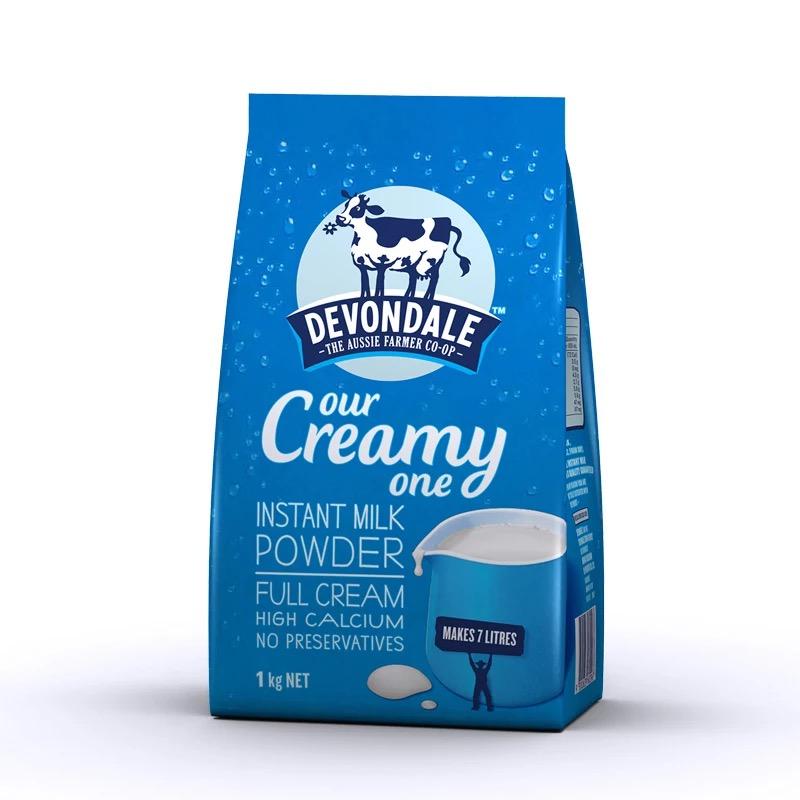 DEVONDALE
™
-THE AUSSIE FARMER CO-OP-
our
Creamy
one
INSTANT MILK
POWDER
FULL CREAM
HIGH CALCIUM
NO PRESERVATIVES
MAKES 7 LITRES
1 kg NET